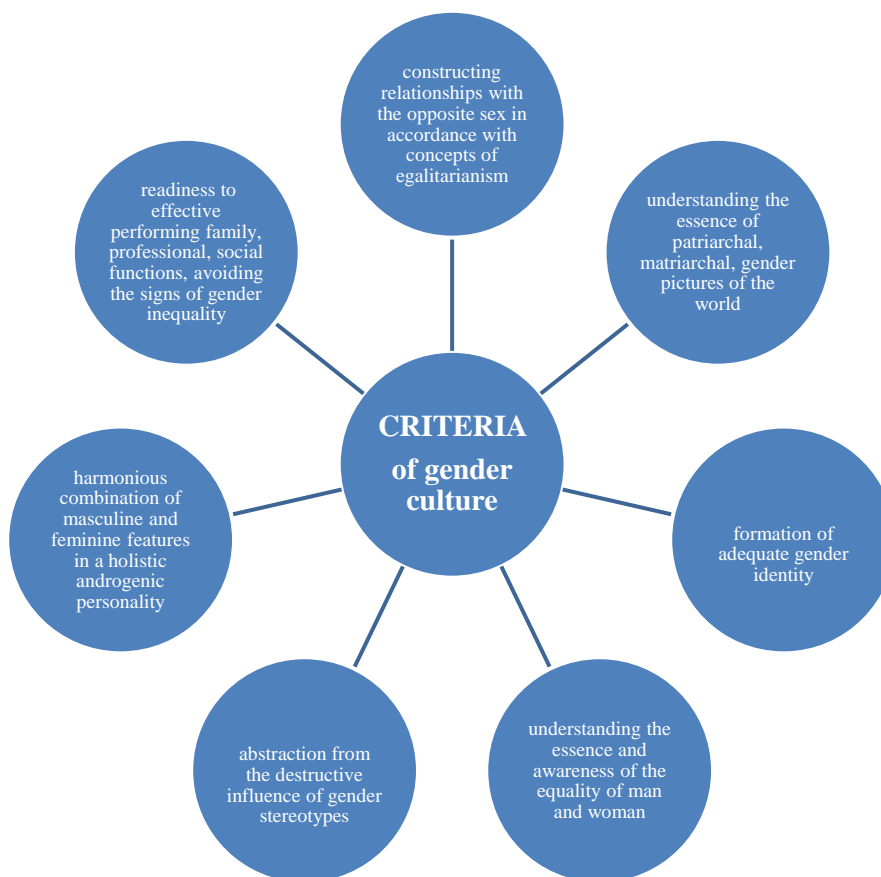 constructing
relationships with
the opposite sex in
accordance with
concepts of
egalitarianism
understanding the
essence of
patriarchal,
matriarchal, gender
pictures of the
world
formation of
adequate gender
identity
understanding the
essence and
awareness of the
equality of man
and woman
abstraction from
the destructive
influence of gender
stereotypes
harmonious
combination of
masculine and
feminine features
in a holistic
androgenic
personality
readiness to
effective
performing family,
professional, social
functions, avoiding
the signs of gender
inequality
CRITERIA
of gender
culture